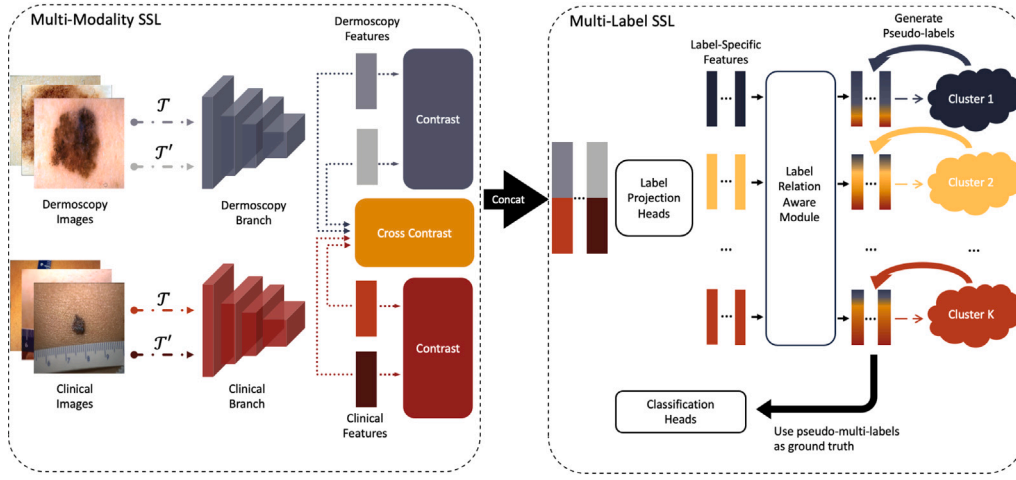 Multi-Modality SSL
Dermoscopy
Features
𝒯
𝒯′
Contrast
Dermoscopy
Images
Dermoscopy
Branch
Cross Contrast
𝒯
𝒯′
Contrast
Clinical
Images
Clinical
Branch
Clinical
Features
Concat
Multi-Label SSL
Label-Specific
Features
Generate
Pseudo-labels
...
...
Cluster 1
...
Label
Projection
Heads
Label
Relation
Aware
Module
...
...
Cluster 2
...
...
...
...
...
Cluster K
Classification
Heads
Use pseudo-multi-labels
as ground truth